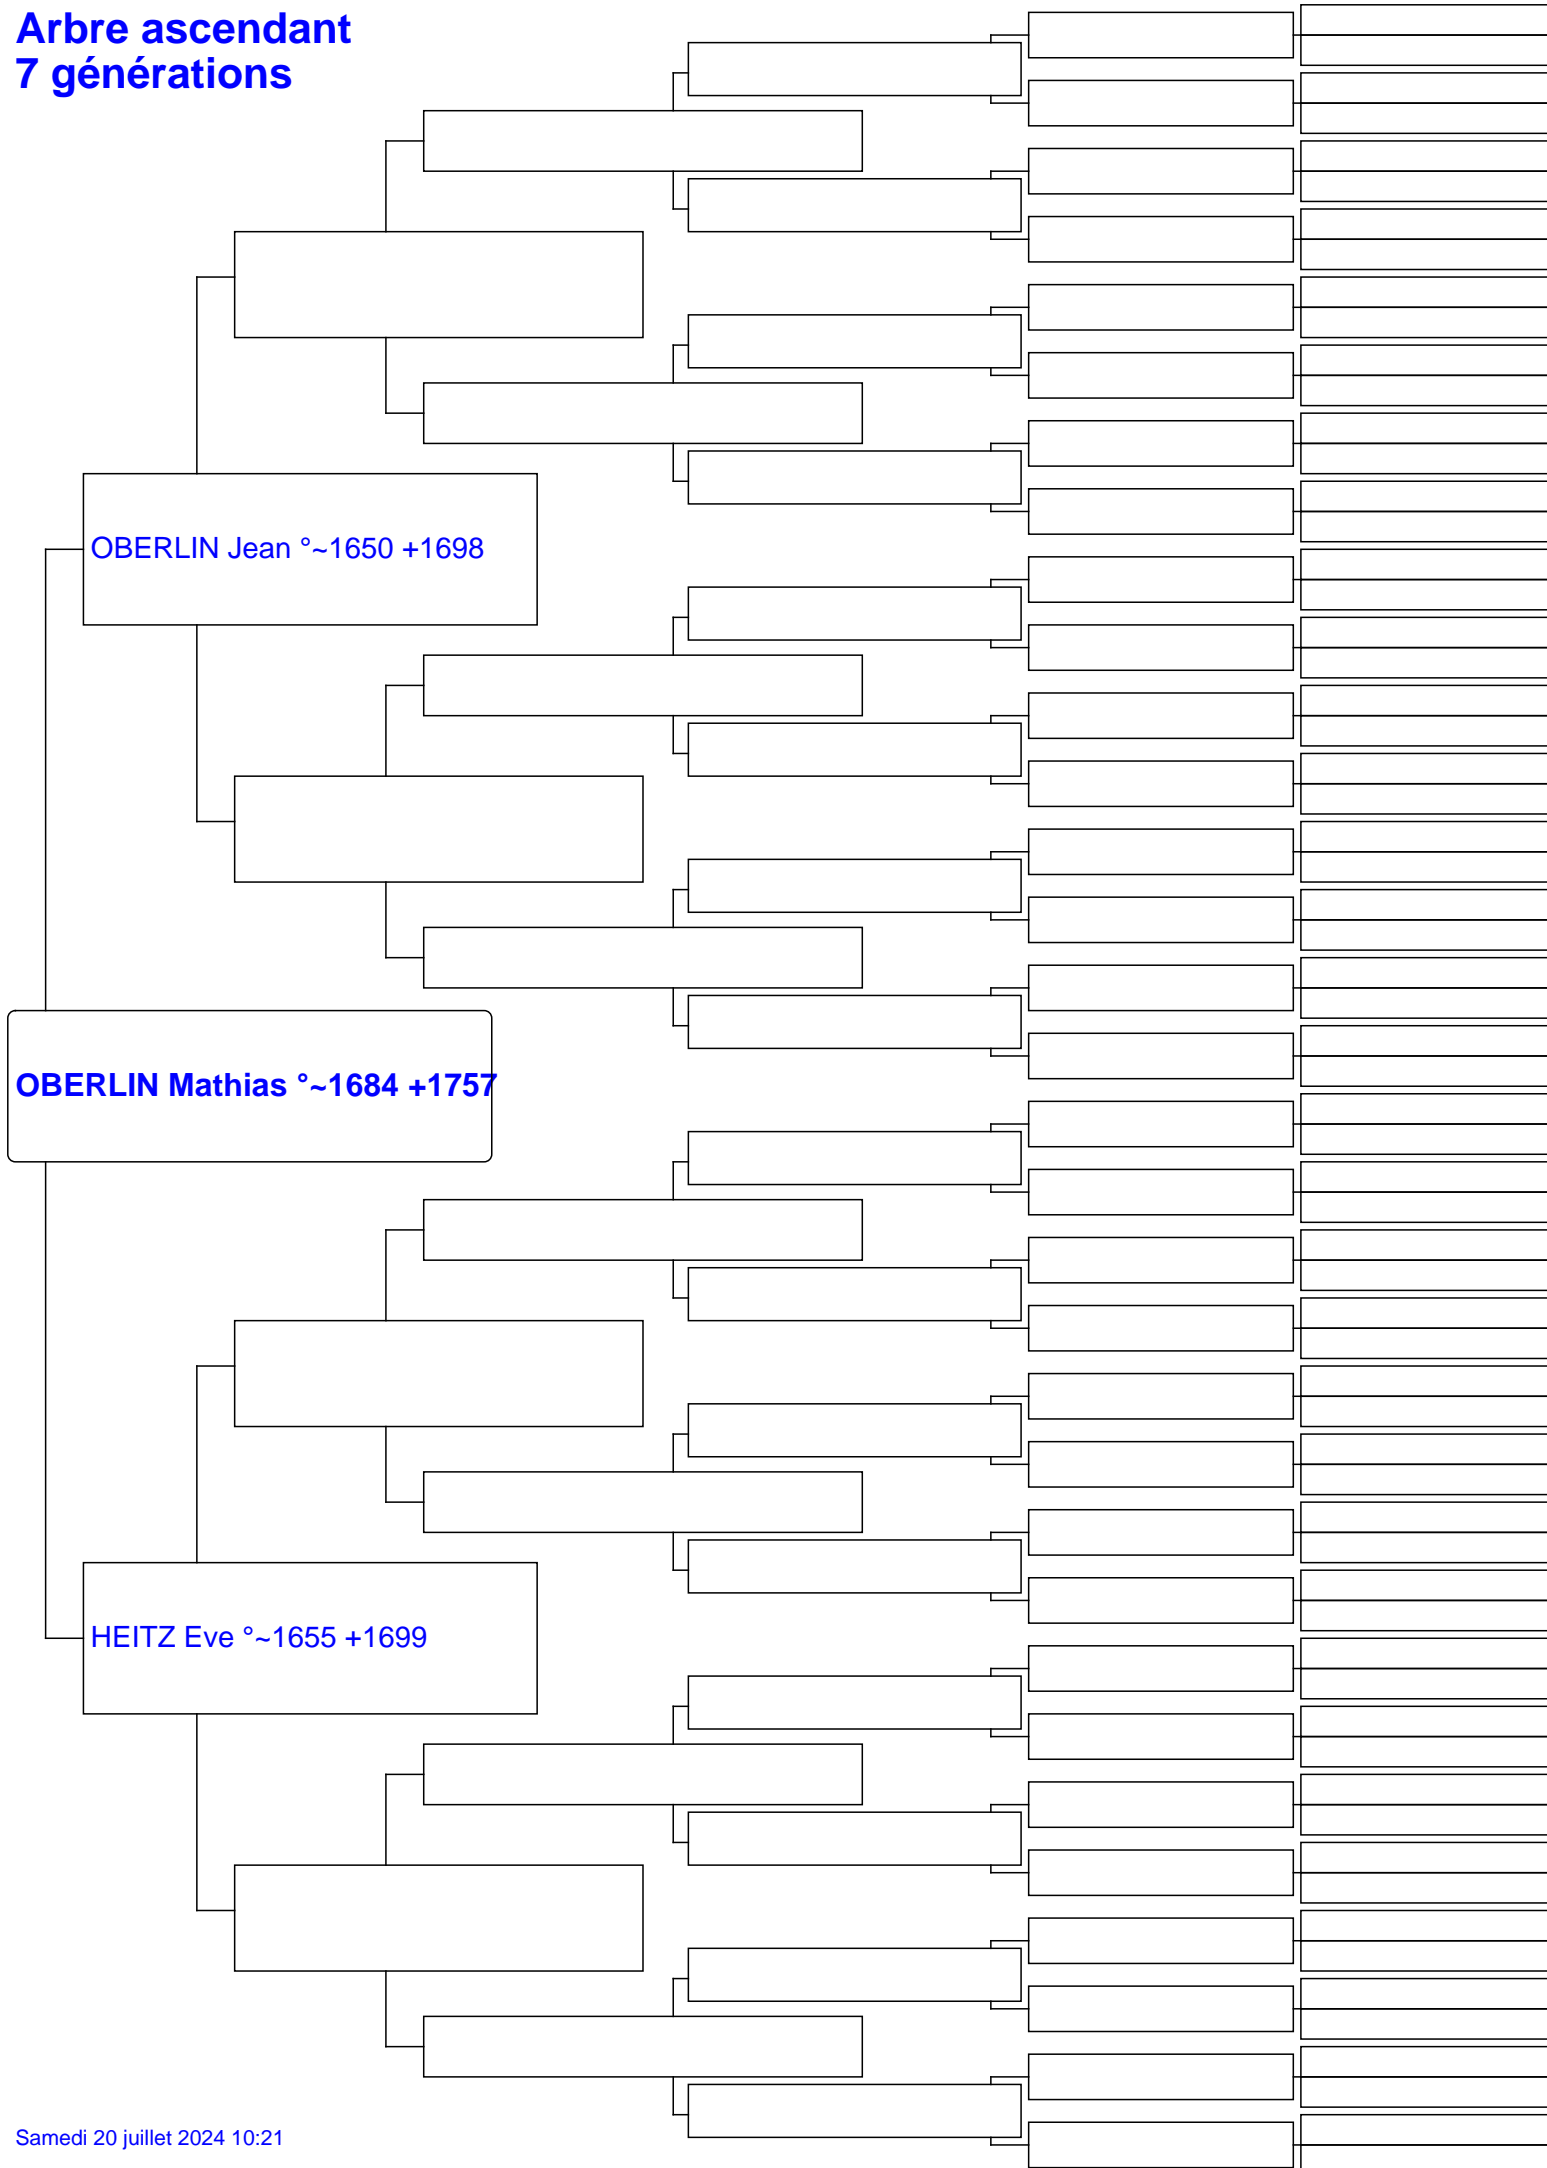 Arbre ascendant
7 générations
OBERLIN Jean °~1650 +1698
OBERLIN Mathias °~1684 +1757
HEITZ Eve °~1655 +1699
Samedi 20 juillet 2024 10:21